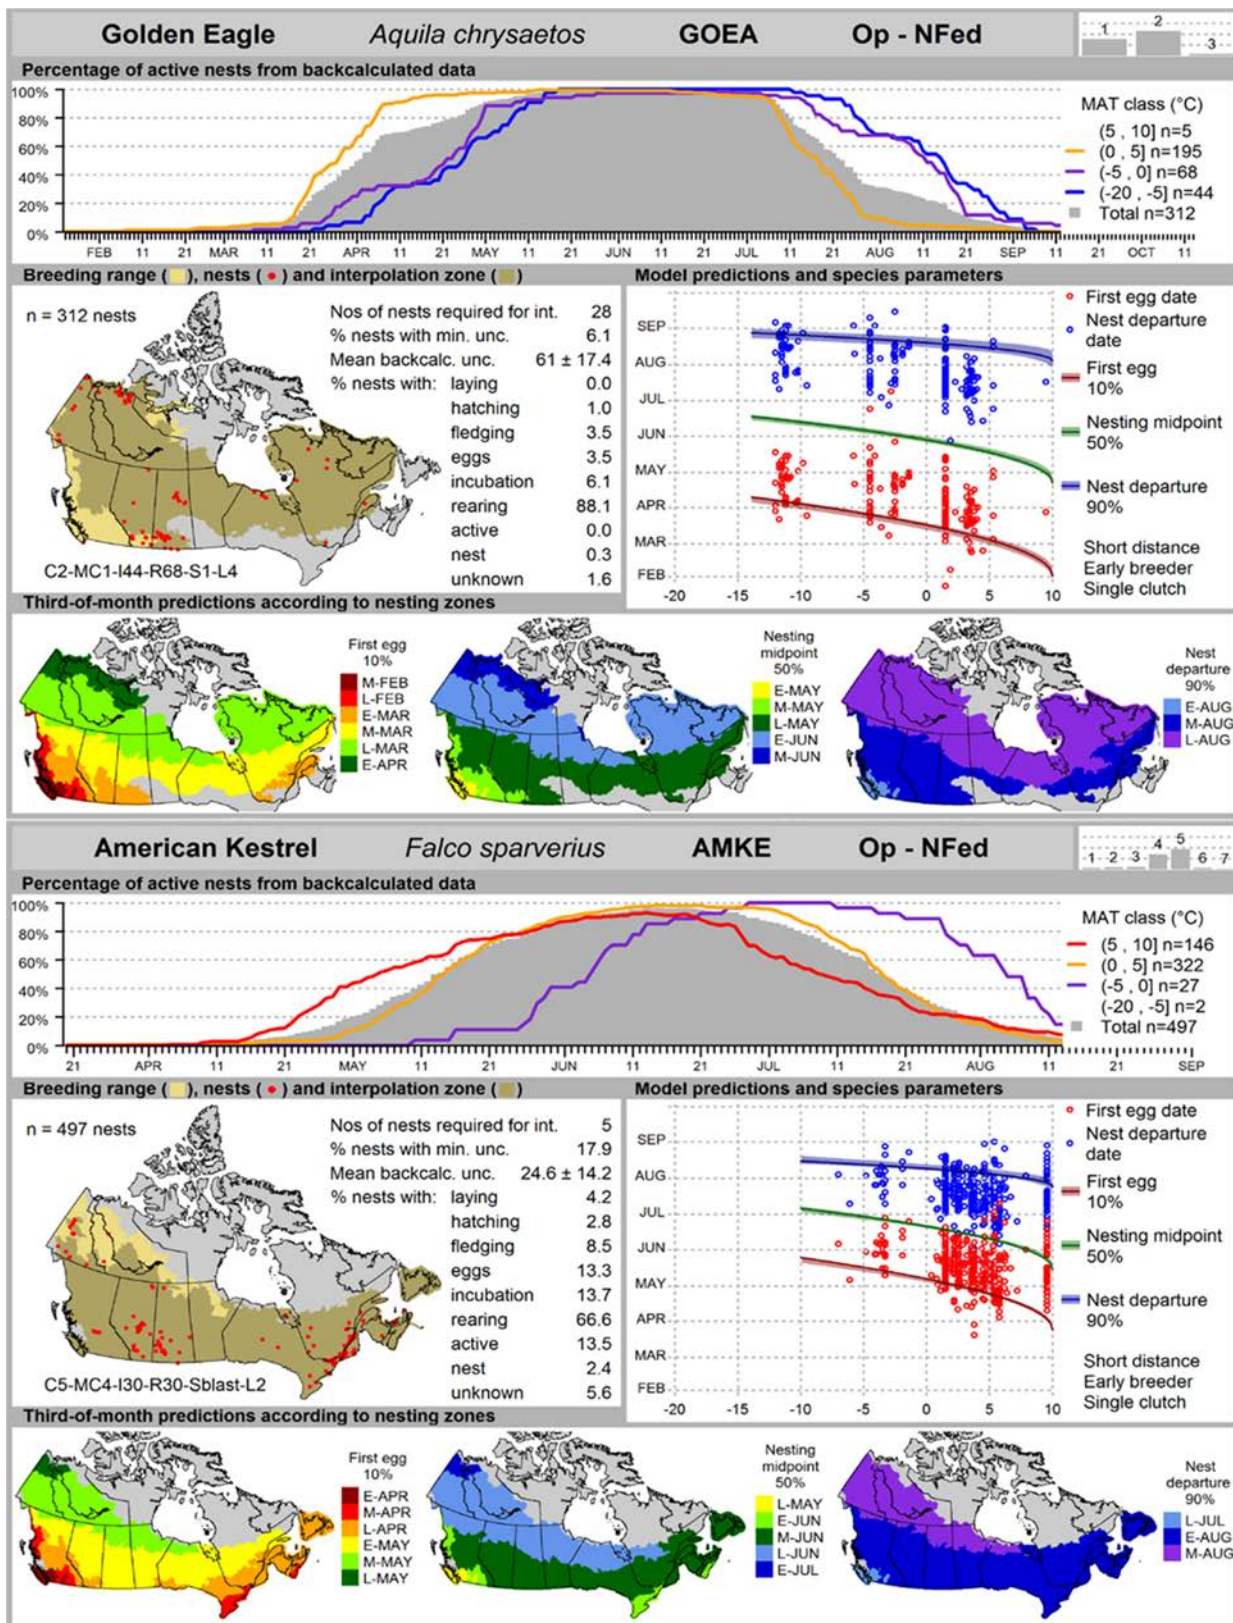 Golden Eagle Aquila chrysaetos GOEA Op - NFed
1 2 3
Percentage of active nests from backcalculated data
100%
80%
60%
40%
20%
0%
FEB 11 21 MAR 11 21 APR 11 21 MAY 11 21 JUN 11 21 JUL 11 21 AUG 11 21 SEP 11 21 OCT 11
MAT class (°C)
(5 , 10] n=5
(0 , 5] n=195
(-5 , 0] n=68
(-20 , -5] n=44
Total n=312
Breeding range ( ), nests ( ) and interpolation zone ( )
n = 312 nests
Nos of nests required for int. 28
% nests with min. unc. 6.1
Mean backcalc. unc. 61 ± 17.4
% nests with: laying 0.0
hatching 1.0
fledging 3.5
eggs 3.5
incubation 6.1
rearing 88.1
active 0.0
nest 0.3
unknown 1.6
C2-MC1-I44-R68-S1-L4
Model predictions and species parameters
SEP
AUG
JUL
JUN
MAY
APR
MAR
FEB
-20 -15 -10 -5 0 5 10
First egg date
Nest departure
date
First egg
10%
Nesting midpoint
50%
Nest departure
90%
Short distance
Early breeder
Single clutch
Third-of-month predictions according to nesting zones
First egg
10%
M-FEB
L-FEB
E-MAR
M-MAR
L-MAR
E-APR
Nesting
midpoint
50%
E-MAY
M-MAY
L-MAY
E-JUN
M-JUN
Nest
departure
90%
E-AUG
M-AUG
L-AUG
American Kestrel Falco sparverius AMKE Op - NFed
1 2 3 4 5 6 7
Percentage of active nests from backcalculated data
100%
80%
60%
40%
20%
0%
21 APR 11 21 MAY 11 21 JUN 11 21 JUL 11 21 AUG 11 21 SEP
MAT class (°C)
(5 , 10] n=146
(0 , 5] n=322
(-5 , 0] n=27
(-20 , -5] n=2
Total n=497
Breeding range ( ), nests ( ) and interpolation zone ( )
n = 497 nests
Nos of nests required for int. 5
% nests with min. unc. 17.9
Mean backcalc. unc. 24.6 ± 14.2
% nests with: laying 4.2
hatching 2.8
fledging 8.5
eggs 13.3
incubation 13.7
rearing 66.6
active 13.5
nest 2.4
unknown 5.6
C5-MC4-I30-R30-Sblast-L2
Model predictions and species parameters
SEP
AUG
JUL
JUN
MAY
APR
MAR
FEB
-20 -15 -10 -5 0 5 10
First egg date
Nest departure
date
First egg
10%
Nesting midpoint
50%
Nest departure
90%
Short distance
Early breeder
Single clutch
Third-of-month predictions according to nesting zones
First egg
10%
E-APR
M-APR
L-APR
E-MAY
M-MAY
L-MAY
Nesting
midpoint
50%
L-MAY
E-JUN
M-JUN
L-JUN
E-JUL
Nest
departure
90%
L-JUL
E-AUG
M-AUG